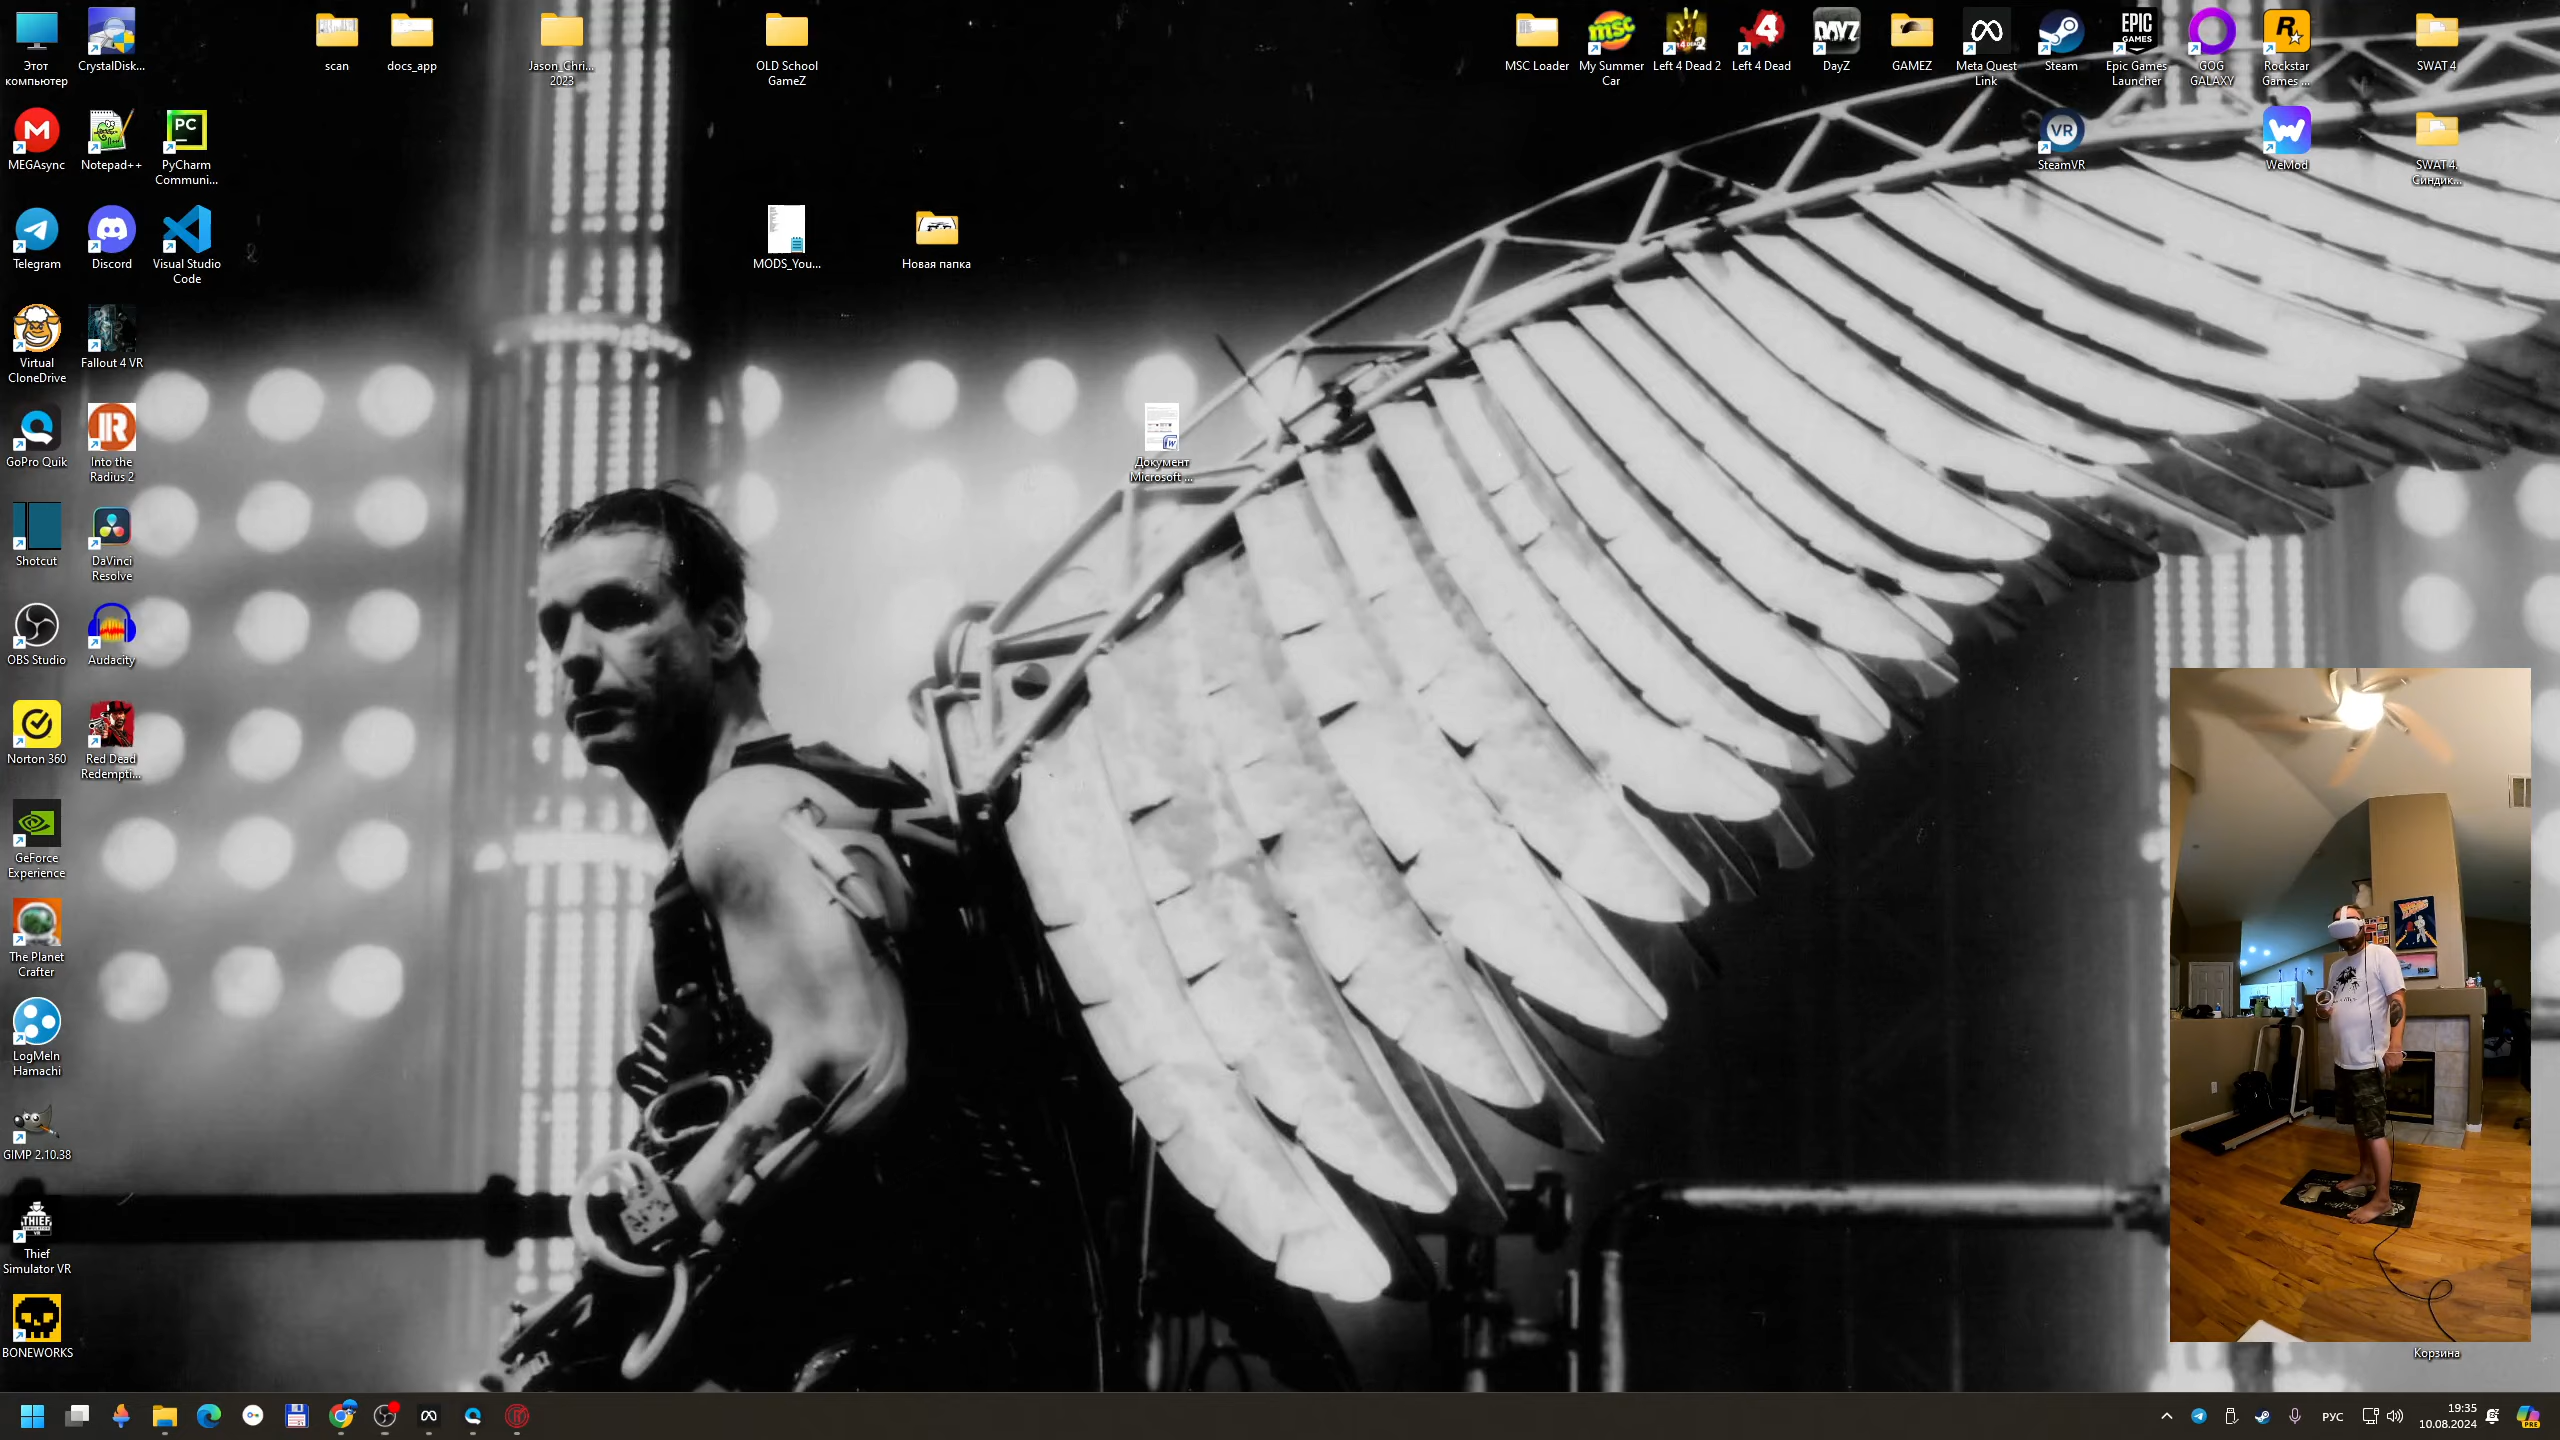 Этот
компьютер
CrystalDisk...
scan
docs_app
Jason_Chri...
2023
OLD School
GameZ
MSC Loader
My Summer
Car
Left 4 Dead 2
Left 4 Dead
DayZ
GAMEZ
Meta Quest
Link
Steam
Epic Games
Launcher
GOG
GALAXY
Rockstar
Games ...
SWAT 4
MEGAsync
Notepad++
PyCharm
Communi...
SteamVR
WeMod
SWAT 4.
Синдик...
Telegram
Discord
Visual Studio
Code
MODS_You...
Новая папка
Virtual
CloneDrive
Fallout 4 VR
GoPro Quik
Into the
Radius 2
Документ
Microsoft ...
Shotcut
DaVinci
Resolve
OBS Studio
Audacity
Norton 360
Red Dead
Redempti...
GeForce
Experience
The Planet
Crafter
LogMeIn
Hamachi
GIMP 2.10.38
Thief
Simulator VR
BONEWORKS
Корзина
РУС
19:35
10.08.2024